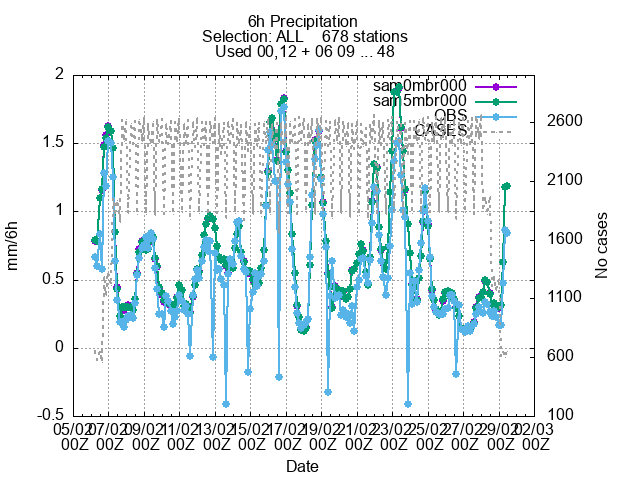 6h Precipitation
Selection: ALL 678 stations
Used 00,12 + 06 09 ... 48
2
1.5
1
0.5
0
-0.5
mm/6h
sam0mbr000
sam5mbr000
OBS
CASES
2600
2100
1600
1100
600
100
No cases
05/02 07/02 09/02 11/02 13/02 15/02 17/02 19/02 21/02 23/02 25/02 27/02 29/02 02/03
00Z 00Z 00Z 00Z 00Z 00Z 00Z 00Z 00Z 00Z 00Z 00Z 00Z 00Z
Date